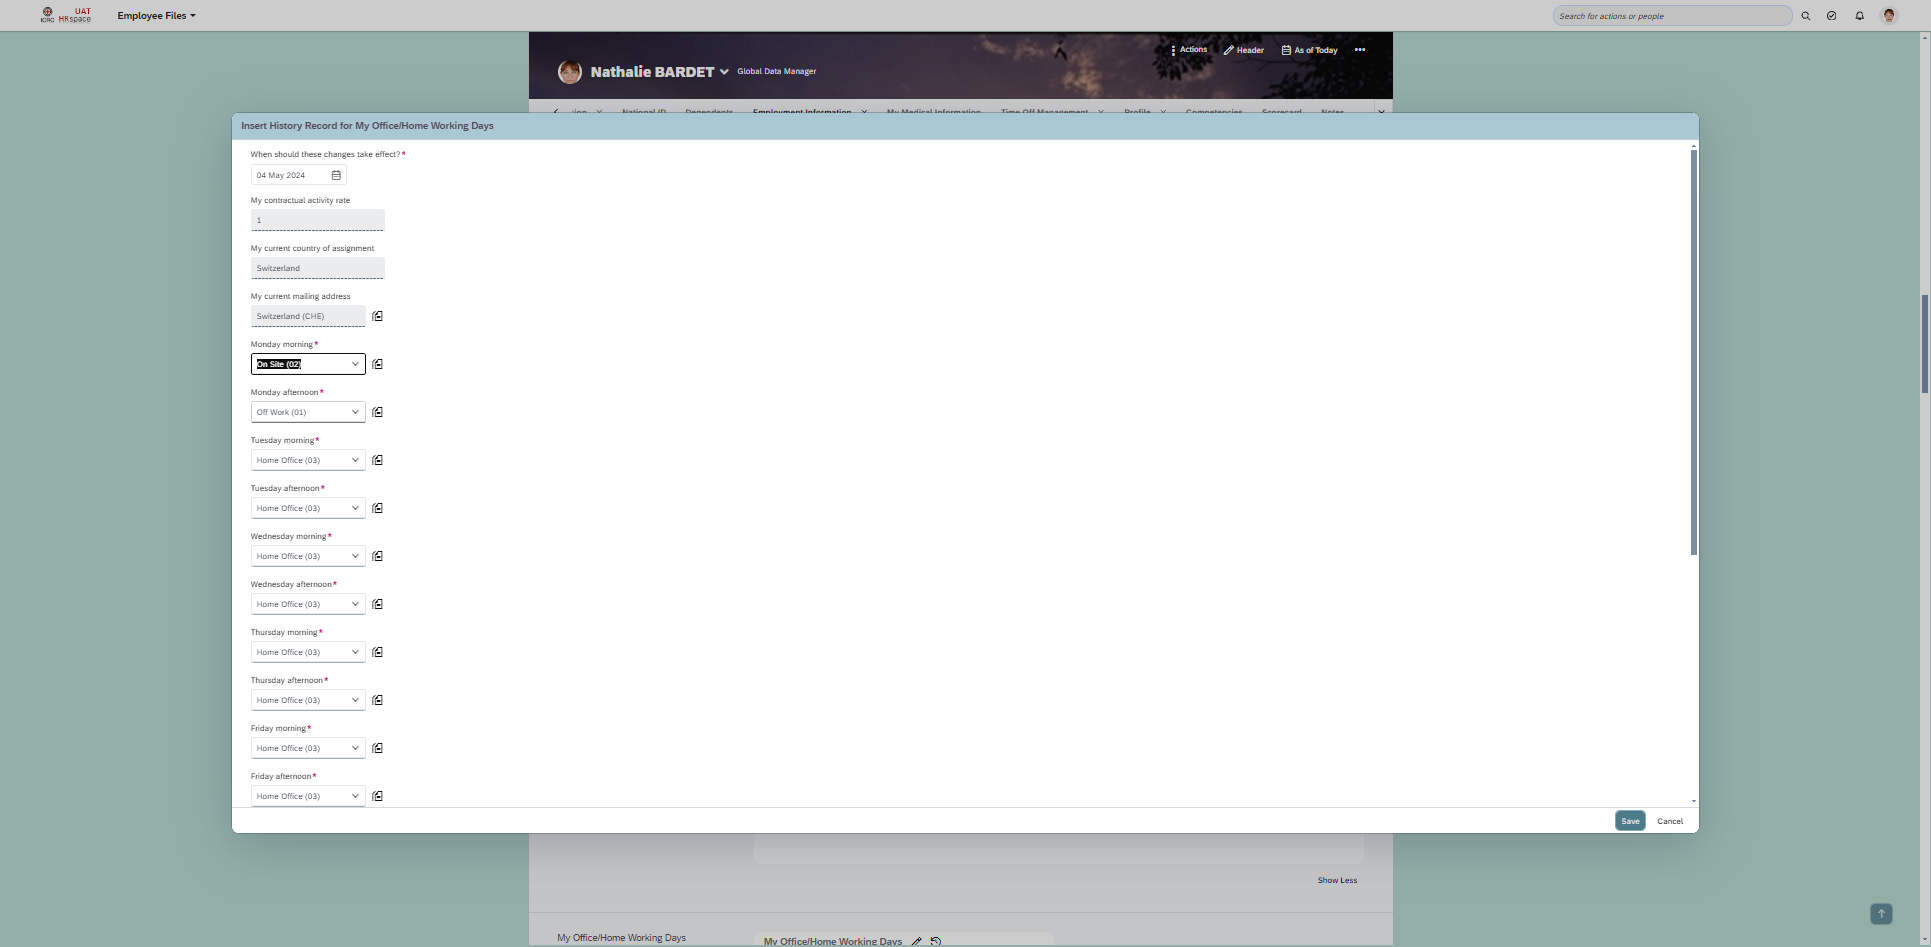 ICRC
UAT
HRspace
Employee Files
Search for actions or people
Actions
Header
As of Today
Nathalie BARDET
Global Data Manager
National ID
Dependents
Employment Information
My Medical Information
Time Off Management
Profile
Competencies
Scorecard
Notes
Insert History Record for My Office/Home Working Days
When should these changes take effect?*
04 May 2024
My contractual activity rate
1
My current country of assignment
Switzerland
My current mailing address
Switzerland (CHE)
Monday morning*
On Site (02)
Monday afternoon*
Off Work (01)
Tuesday morning*
Home Office (03)
Tuesday afternoon*
Home Office (03)
Wednesday morning*
Home Office (03)
Wednesday afternoon*
Home Office (03)
Thursday morning*
Home Office (03)
Thursday afternoon*
Home Office (03)
Friday morning*
Home Office (03)
Friday afternoon*
Home Office (03)
Save
Cancel
Show Less
My Office/Home Working Days
My Office/Home Working Days